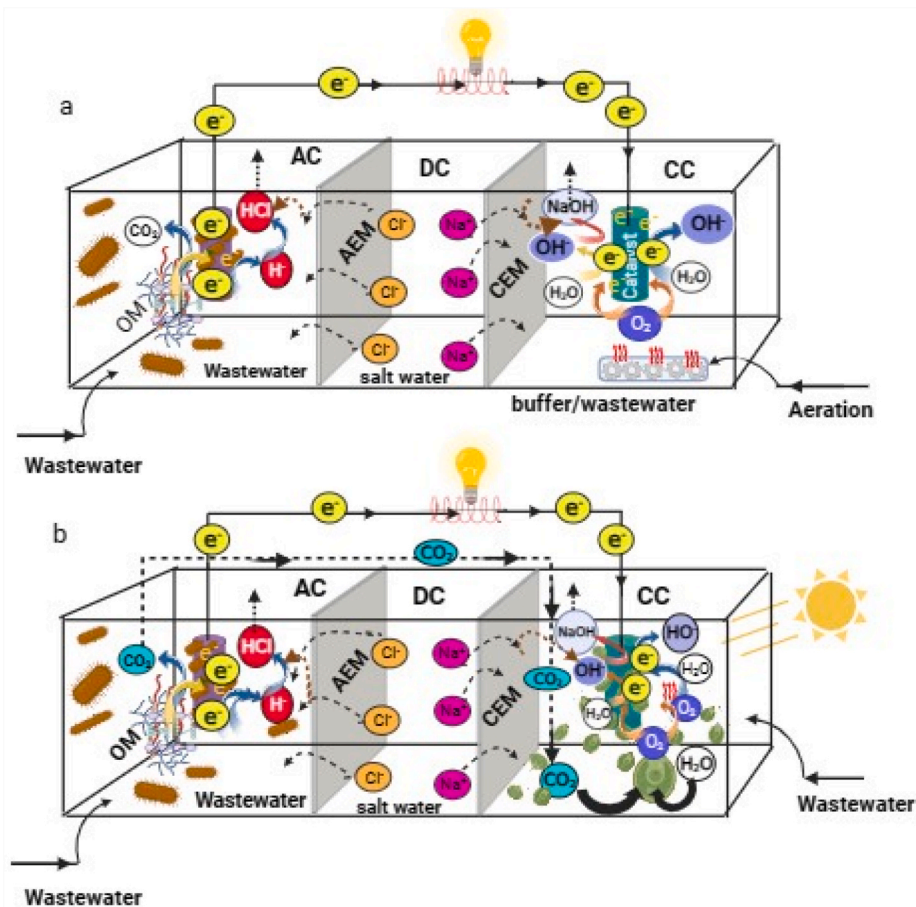 a
e⁻
e⁻
e⁻
e⁻
e⁻
AC
DC
CC
CO₂
OM
HCl
H⁻
AEM
Cl⁻
Cl⁻
Cl⁻
Na⁺
Na⁺
Na⁺
CEM
NaOH
OH⁻
H₂O
e⁻
e⁻
e⁻
e⁻
Catalyst
OH⁻
H₂O
O₂
Wastewater
salt water
buffer/wastewater
Aeration
Wastewater
b
e⁻
e⁻
e⁻
e⁻
CO₂
AC
DC
CC
CO₂
OM
HCl
H⁻
e⁻
e⁻
AEM
Cl⁻
Cl⁻
Cl⁻
Na⁺
Na⁺
Na⁺
CEM
NaOH
OH⁻
CO₂
H₂O
e⁻
e⁻
HO⁻
H₂O
O₂
O₂
CO₂
H₂O
Wastewater
salt water
Wastewater
Wastewater